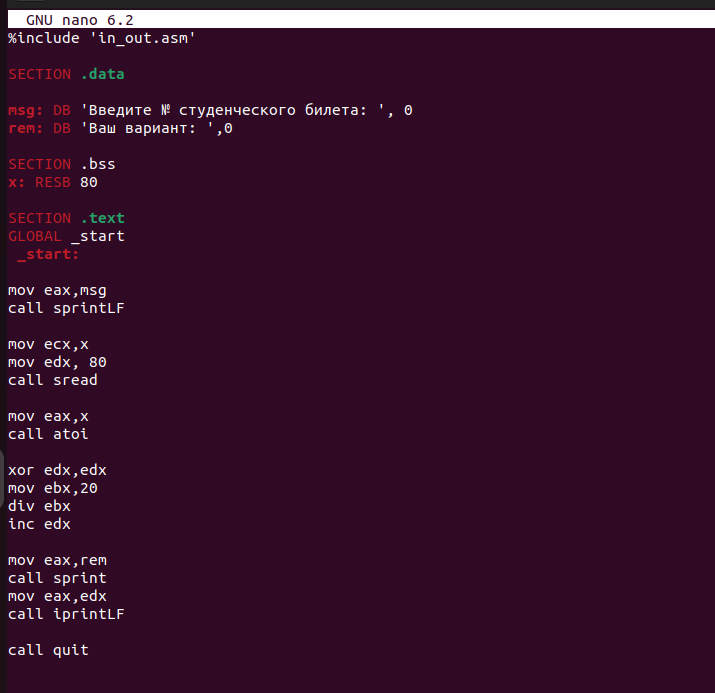 GNU nano 6.2
%include 'in_out.asm'
SECTION .data
msg: DB 'Введите № студенческого билета: ', 0
rem: DB 'Ваш вариант: ',0
SECTION .bss
x: RESB 80
SECTION .text
GLOBAL _start
_start:
mov eax,msg
call sprintLF
mov ecx,x
mov edx, 80
call sread
mov eax,x
call atoi
xor edx,edx
mov ebx,20
div ebx
inc edx
mov eax,rem
call sprint
mov eax,edx
call iprintLF
call quit